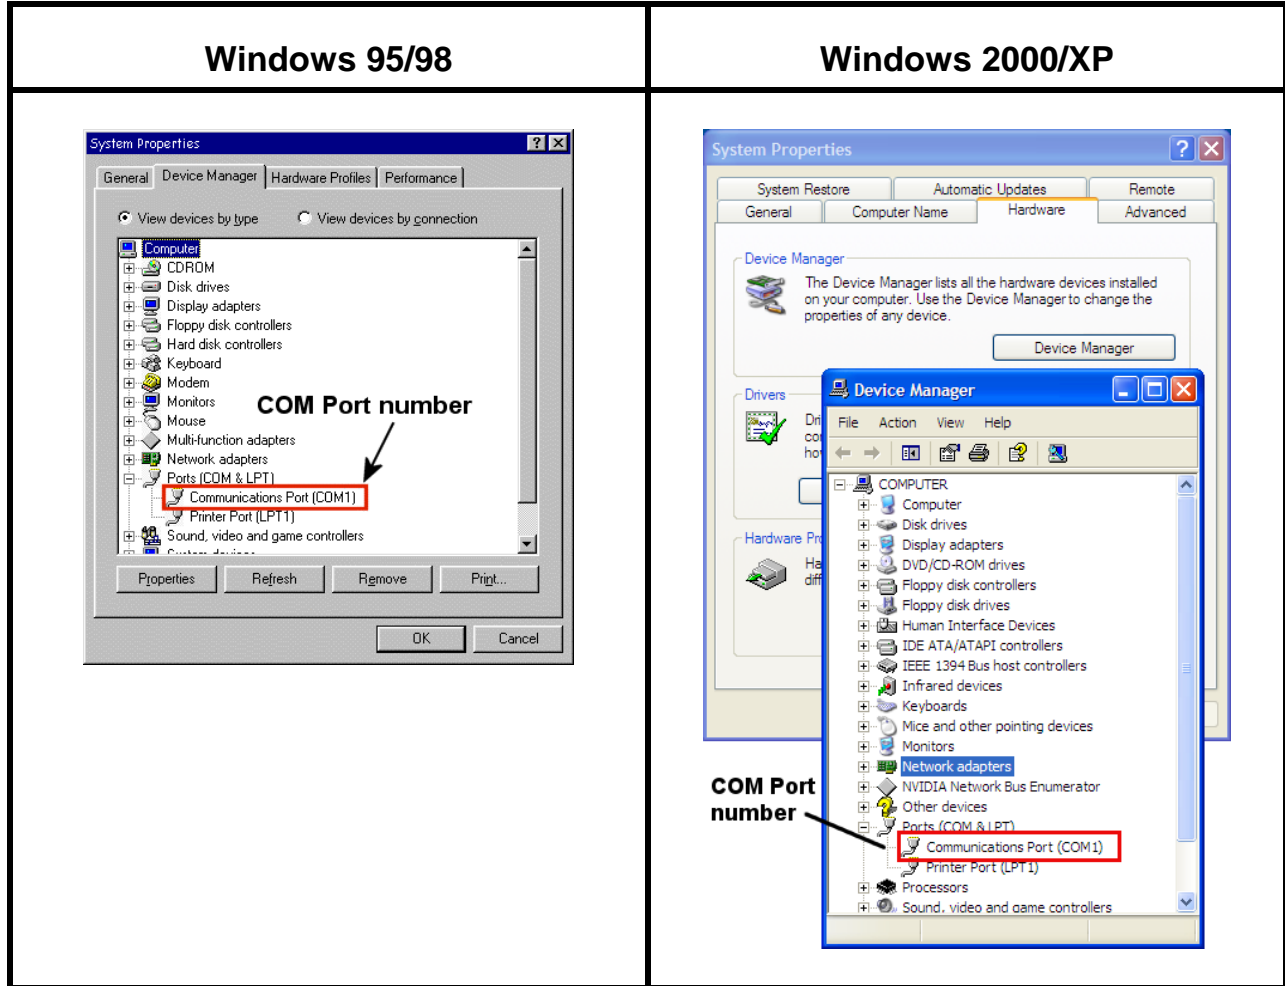 Windows 95/98
System Properties
General Device Manager Hardware Profiles Performance
View devices by type View devices by connection
Computer
CDROM
Disk drives
Display adapters
Floppy disk controllers
Hard disk controllers
Keyboard
Modem
Monitors
Mouse
Multi-function adapters
Network adapters
Ports (COM & LPT)
Communications Port (COM1)
Printer Port (LPT1)
Sound, video and game controllers
COM Port number
Properties Refresh Remove Print...
OK Cancel
Windows 2000/XP
System Properties
System Restore Automatic Updates Remote
General Computer Name Hardware Advanced
Device Manager
The Device Manager lists all the hardware devices installed
on your computer. Use the Device Manager to change the
properties of any device.
Device Manager
Drivers
Dri
co
ho
Hardware Pro
Ha
diff
Device Manager
File Action View Help
COMPUTER
Computer
Disk drives
Display adapters
DVD/CD-ROM drives
Floppy disk controllers
Floppy disk drives
Human Interface Devices
IDE ATA/ATAPI controllers
IEEE 1394 Bus host controllers
Infrared devices
Keyboards
Mice and other pointing devices
Monitors
Network adapters
NVIDIA Network Bus Enumerator
Other devices
Ports (COM & LPT)
Communications Port (COM1)
Printer Port (LPT1)
Processors
Sound, video and game controllers
COM Port
number